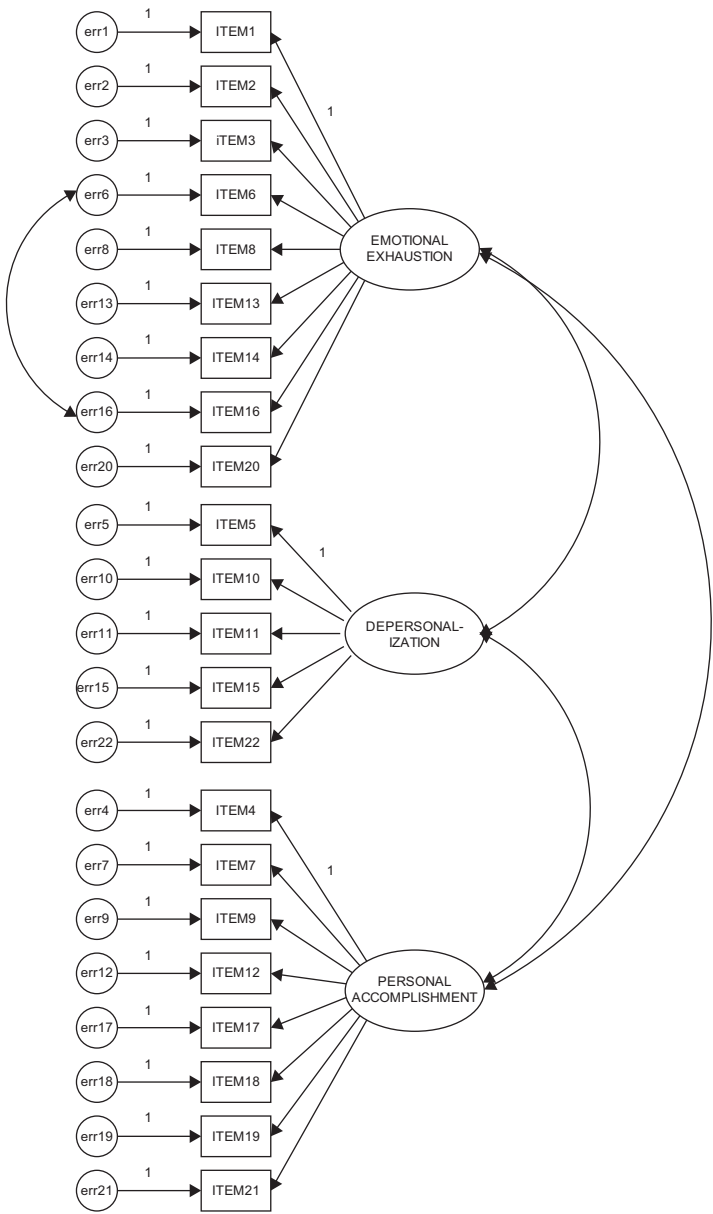 err1 1 ITEM1
err2 1 ITEM2
1
err3 1 iTEM3
err6 1 ITEM6
EMOTIONAL
EXHAUSTION
err8 1 ITEM8
err13 1 ITEM13
err14 1 ITEM14
err16 1 ITEM16
err20 1 ITEM20
err5 1 ITEM5
1
err10 1 ITEM10
DEPERSONAL-
IZATION
err11 1 ITEM11
err15 1 ITEM15
err22 1 ITEM22
err4 1 ITEM4
1
err7 1 ITEM7
err9 1 ITEM9
err12 1 ITEM12
PERSONAL
ACCOMPLISHMENT
err17 1 ITEM17
err18 1 ITEM18
err19 1 ITEM19
err21 1 ITEM21